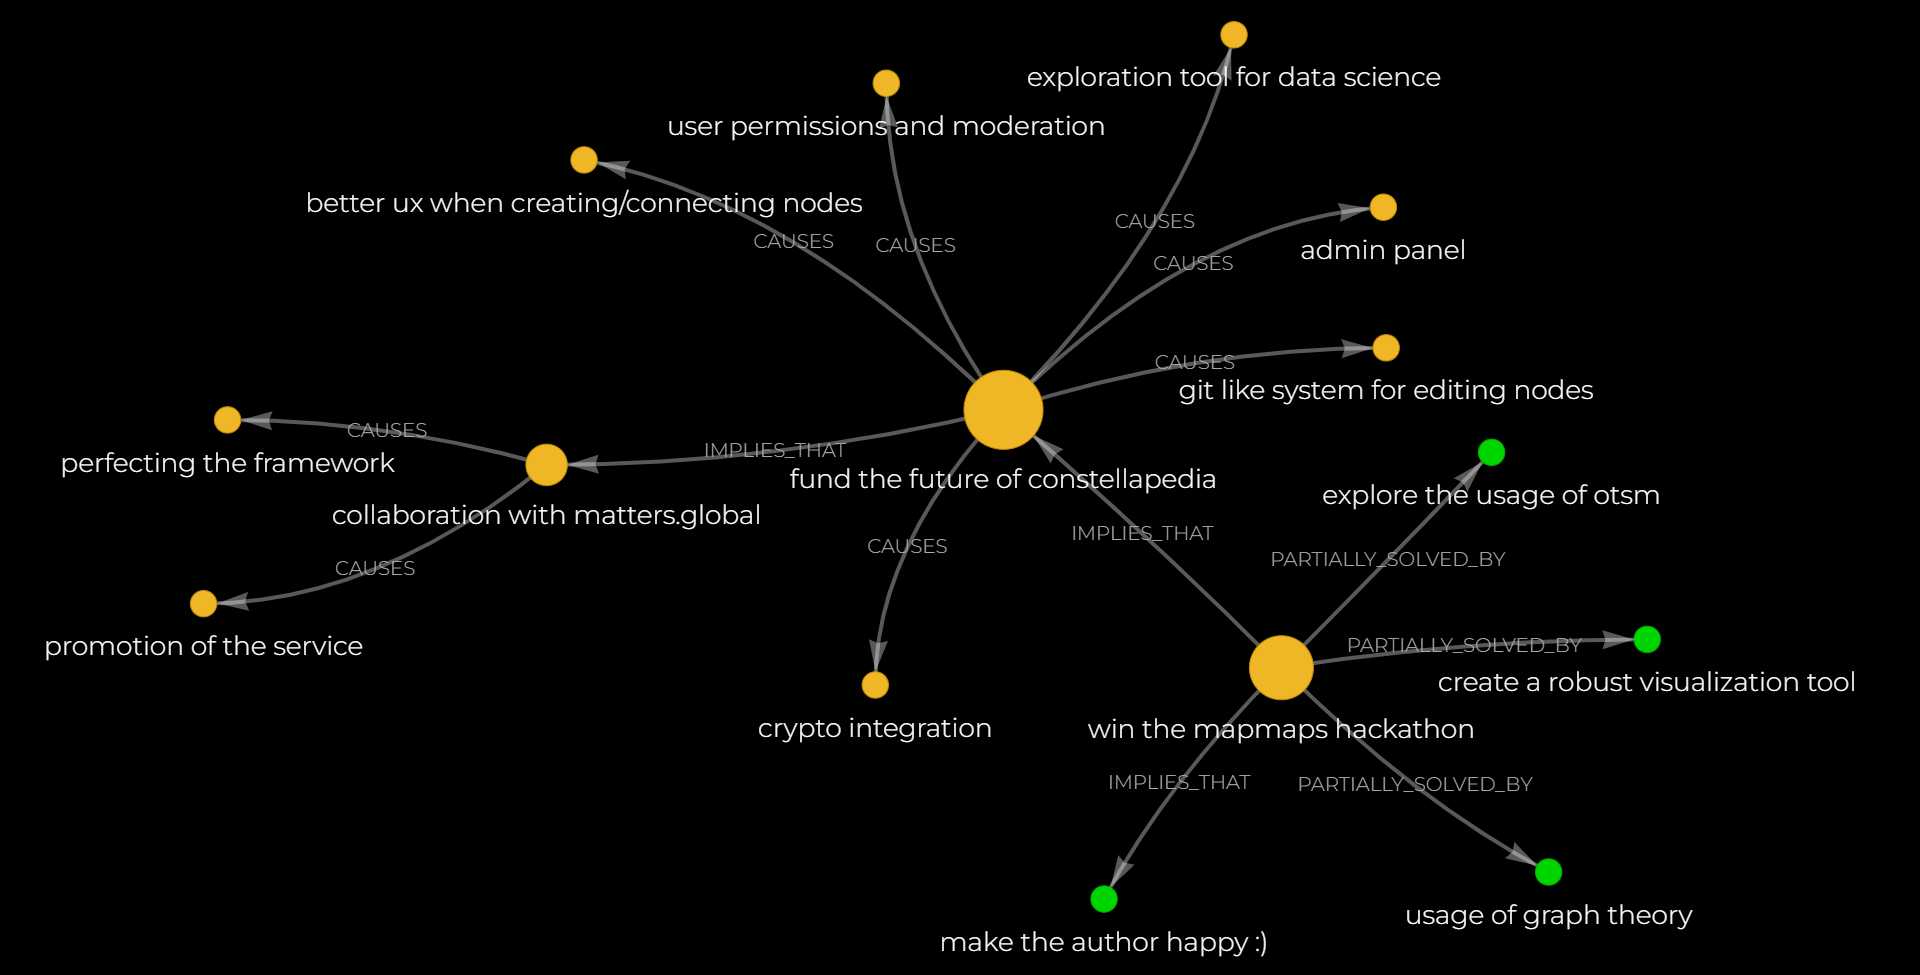 exploration tool for data science
user permissions and moderation
better ux when creating/connecting nodes
CAUSES
CAUSES
CAUSES
CAUSES
admin panel
CAUSES
git like system for editing nodes
CAUSES
perfecting the framework
IMPLIES_THAT
fund the future of constellapedia
explore the usage of otsm
collaboration with matters.global
IMPLIES_THAT
CAUSES
PARTIALLY_SOLVED_BY
CAUSES
promotion of the service
PARTIALLY_SOLVED_BY
create a robust visualization tool
crypto integration
win the mapmaps hackathon
IMPLIES_THAT
PARTIALLY_SOLVED_BY
usage of graph theory
make the author happy :)